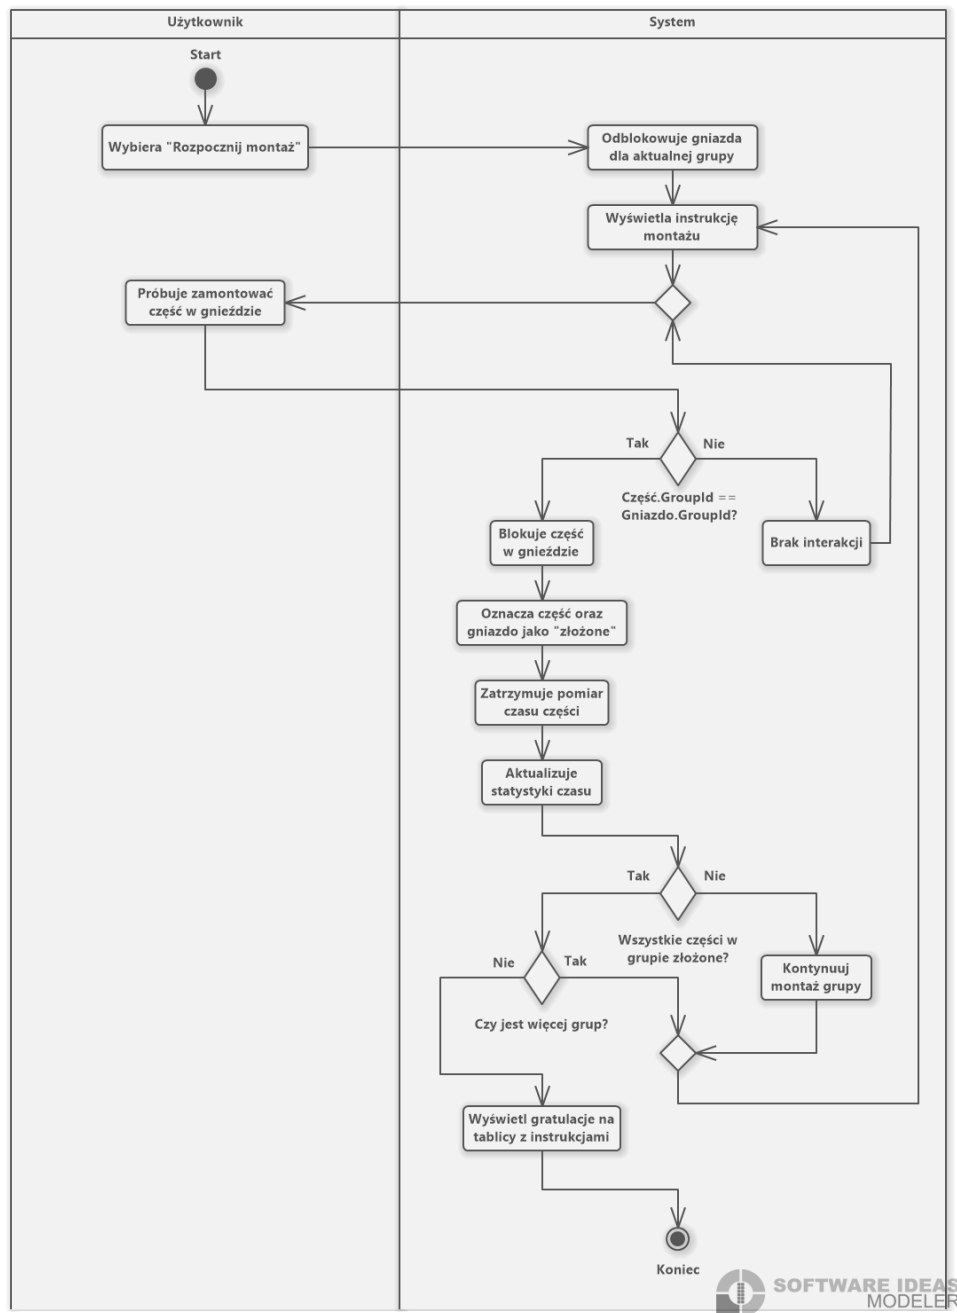 Użytkownik
System
Start
Wybiera "Rozpocznij montaż"
Odblokowuje gniazda
dla aktualnej grupy
Wyświetla instrukcję
montażu
Próbuje zamontować
część w gnieździe
Tak
Nie
Część.GroupId ==
Gniazdo.GroupId?
Blokuje część
w gnieździe
Brak interakcji
Oznacza część oraz
gniazdo jako "złożone"
Zatrzymuje pomiar
czasu części
Aktualizuje
statystyki czasu
Tak
Nie
Wszystkie części w
grupie złożone?
Nie
Tak
Kontynuuj
montaż grupy
Czy jest więcej grup?
Wyświetl gratulacje na
tablicy z instrukcjami
Koniec
SOFTWARE IDEAS
MODELER